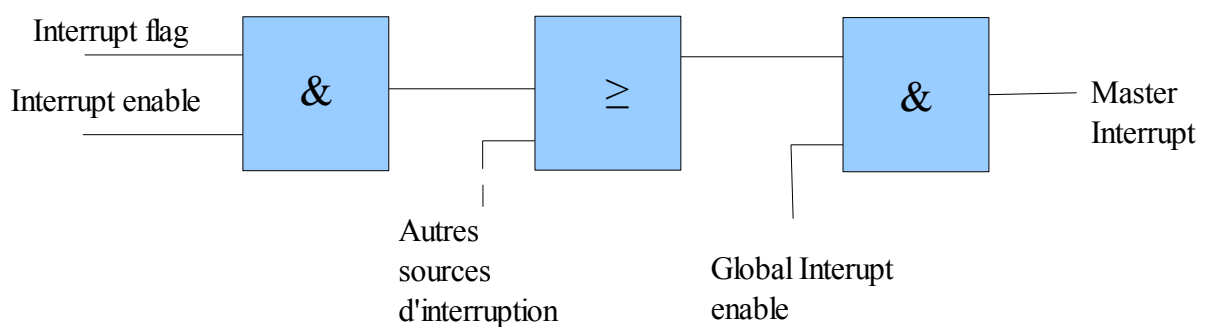 Interrupt flag
Interrupt enable
&
≥
&
Master
Interrupt
Autres
sources
d'interruption
Global Interupt
enable